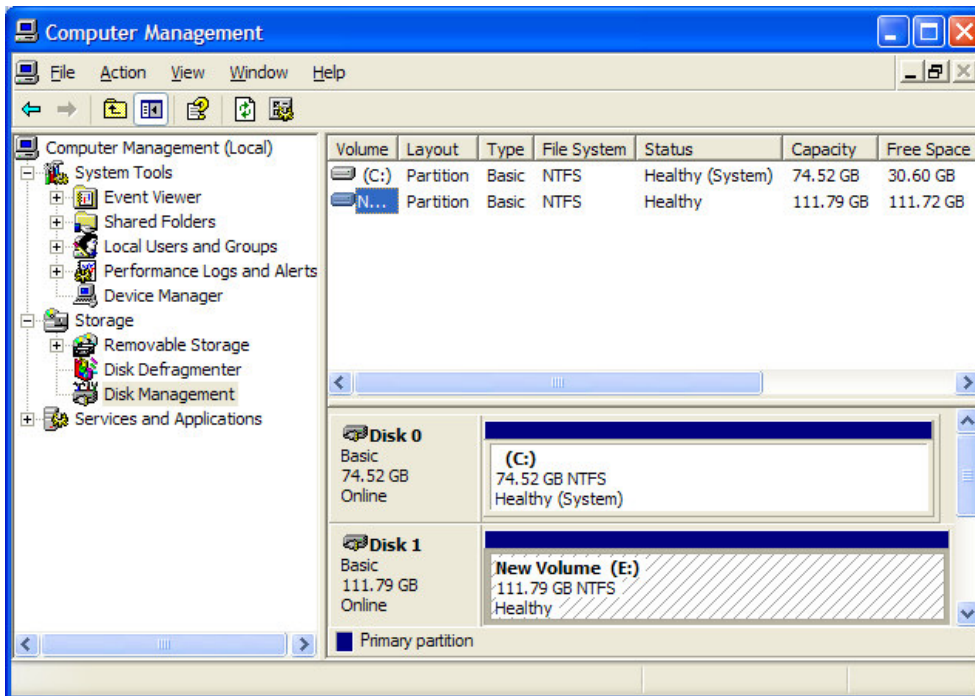 Computer Management
File Action View Window Help
Computer Management (Local)
System Tools
Event Viewer
Shared Folders
Local Users and Groups
Performance Logs and Alerts
Device Manager
Storage
Removable Storage
Disk Defragmenter
Disk Management
Services and Applications
Volume Layout Type File System Status Capacity Free Space
(C:) Partition Basic NTFS Healthy (System) 74.52 GB 30.60 GB
N... Partition Basic NTFS Healthy 111.79 GB 111.72 GB
Disk 0
Basic
74.52 GB
Online
(C:)
74.52 GB NTFS
Healthy (System)
Disk 1
Basic
111.79 GB
Online
New Volume (E:)
111.79 GB NTFS
Healthy
Primary partition